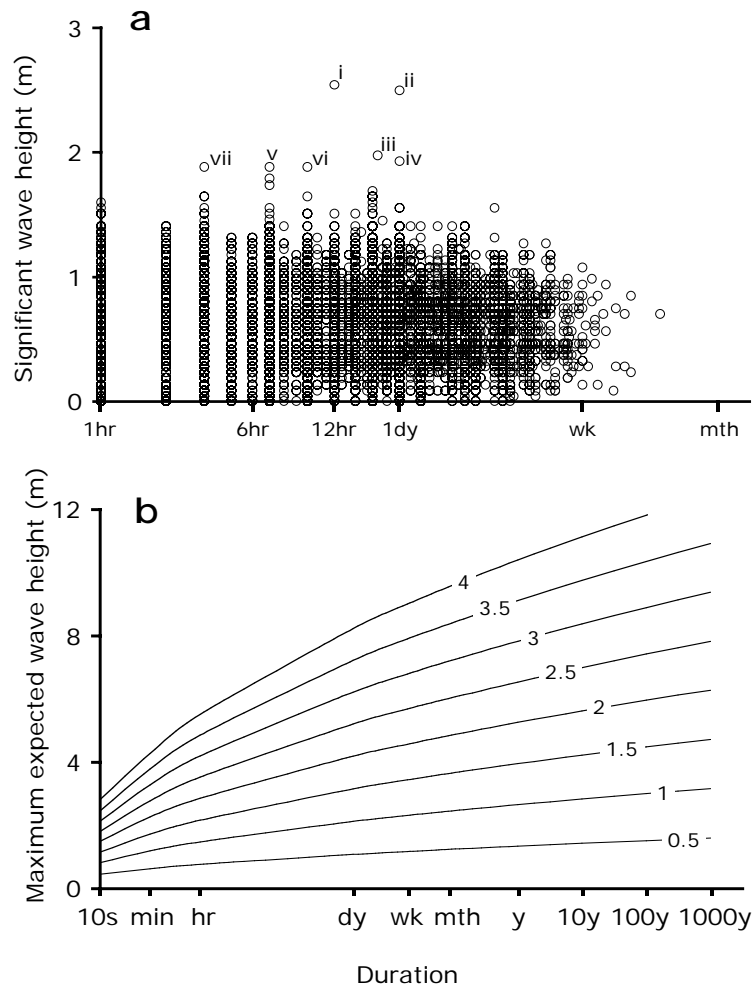 a
Significant wave height (m)
3
2
1
0
i
ii
iii
iv
v
vi
vii
1hr 6hr 12hr 1dy wk mth
b
Maximum expected wave height (m)
12
8
4
0
4
3.5
3
2.5
2
1.5
1
0.5
10s min hr dy wk mth y 10y 100y 1000y
Duration